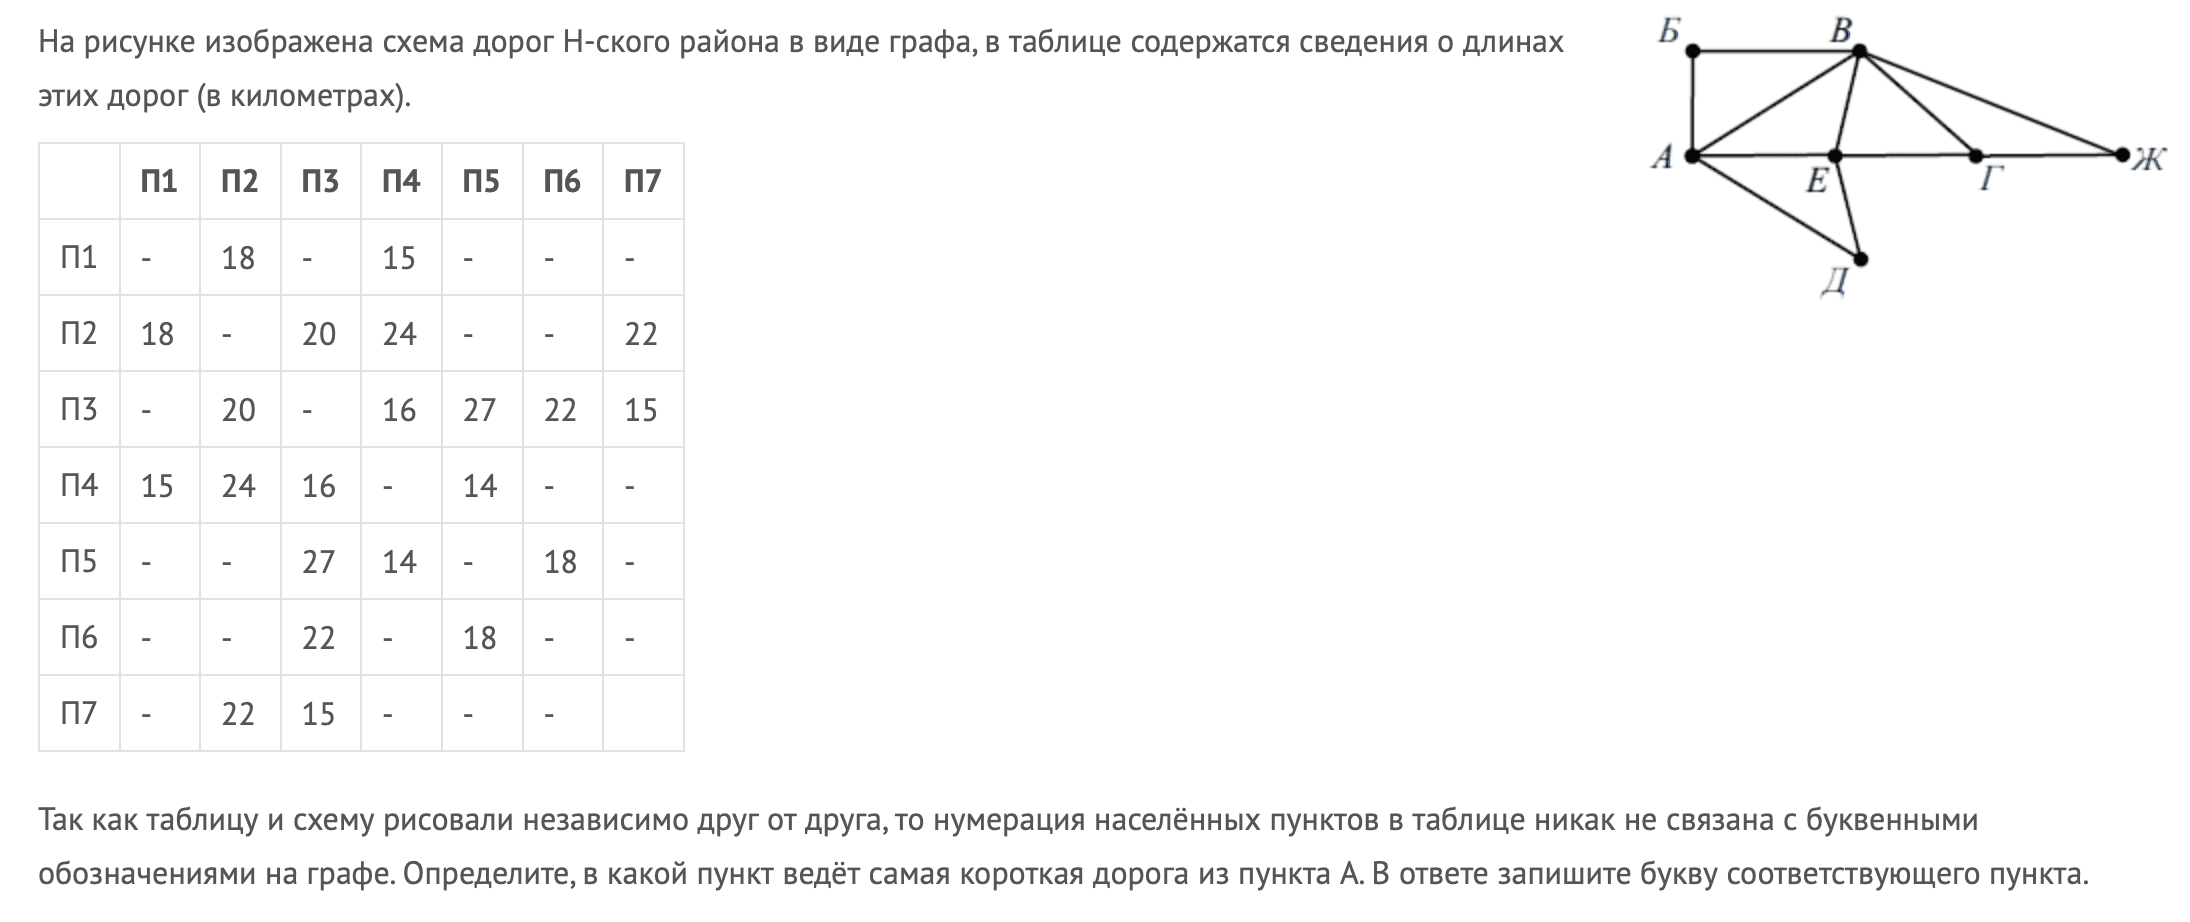 На рисунке изображена схема дорог Н-ского района в виде графа, в таблице содержатся сведения о длинах
этих дорог (в километрах).
Б В
А Е Г Ж
Д
П1 П2 П3 П4 П5 П6 П7
П1 - 18 - 15 - - -
П2 18 - 20 24 - - 22
П3 - 20 - 16 27 22 15
П4 15 24 16 - 14 - -
П5 - - 27 14 - 18 -
П6 - - 22 - 18 - -
П7 - 22 15 - - -
Так как таблицу и схему рисовали независимо друг от друга, то нумерация населённых пунктов в таблице никак не связана с буквенными
обозначениями на графе. Определите, в какой пункт ведёт самая короткая дорога из пункта А. В ответе запишите букву соответствующего пункта.